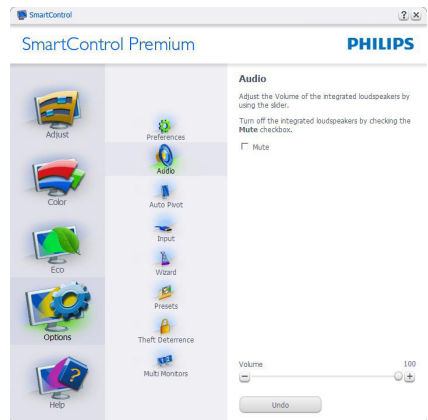 SmartControl
SmartControl Premium
PHILIPS
Adjust
Color
Eco
Options
Help
Preferences
Audio
Auto Pivot
Input
Wizard
Presets
Theft Deterrence
Multi Monitors
Audio
Adjust the Volume of the integrated loudspeakers by
using the slider.
Turn off the integrated loudspeakers by checking the
Mute checkbox.
Mute
Volume 100
Undo